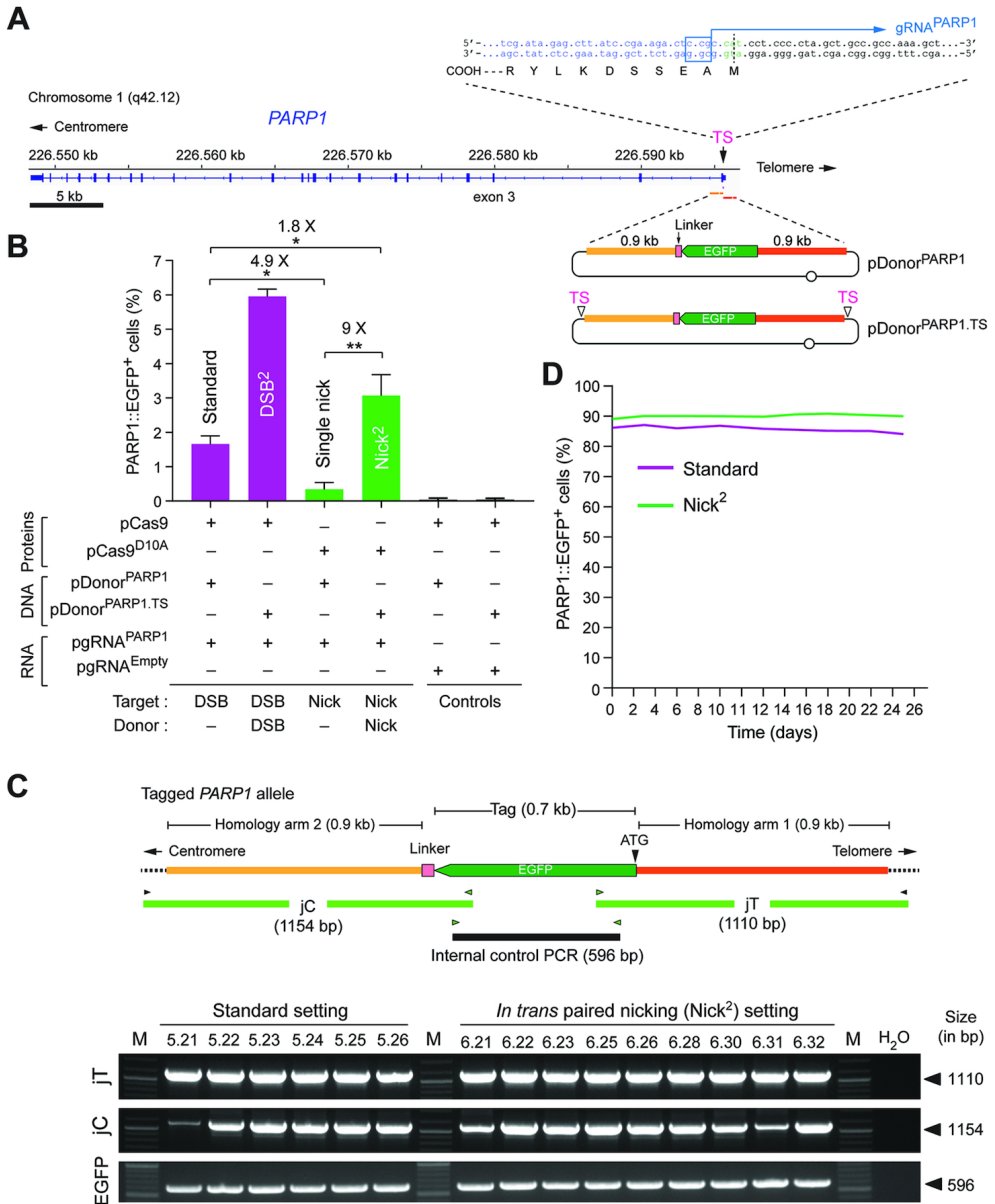 A
gRNA^PARP1
5′-...tcg.ata.gag.ctt.atc.cga.aga.ctc.cgc.cat.cct.ccc.cta.gct.gcc.gcc.aaa.gct...-3′
3′-...agc.tat.ctc.gaa.tag.gct.tct.gag.gcg.gta.gga.ggg.gat.cga.cgg.cgg.ttt.cga...-5′
COOH ---- R Y L K D S S E A M
Chromosome 1 (q42.12)
Centromere
PARP1
TS
226.550 kb 226.560 kb 226.570 kb 226.580 kb 226.590 kb
Telomere
5 kb
exon 3
Linker
0.9 kb 0.9 kb
EGFP
pDonor^PARP1
TS TS
EGFP
pDonor^PARP1.TS
B
1.8 X
*
4.9 X
*
9 X
**
PARP1::EGFP+ cells (%)
7
6
5
4
3
2
1
0
Standard
DSB²
Single nick
Nick²
Proteins
pCas9 + + – – + +
pCas9^D10A – – + + – –
DNA
pDonor^PARP1 + – + – + –
pDonor^PARP1.TS – + – + – +
RNA
pgRNA^PARP1 + + + + – –
pgRNA^Empty – – – – + +
Target : DSB DSB Nick Nick Controls
Donor : – DSB – Nick
D
PARP1::EGFP+ cells (%)
100
90
80
70
60
50
40
30
20
10
0
Standard
Nick²
0 2 4 6 8 10 12 14 16 18 20 22 24 26
Time (days)
C
Tagged PARP1 allele
Tag (0.7 kb)
Homology arm 2 (0.9 kb)
Homology arm 1 (0.9 kb)
ATG
Centromere
Linker
Telomere
EGFP
jC
(1154 bp)
jT
(1110 bp)
Internal control PCR (596 bp)
Standard setting
In trans paired nicking (Nick²) setting
Size
(in bp)
M 5.21 5.22 5.23 5.24 5.25 5.26 M 6.21 6.22 6.23 6.25 6.26 6.28 6.30 6.31 6.32 M H₂O
jT
1110
jC
1154
EGFP
596